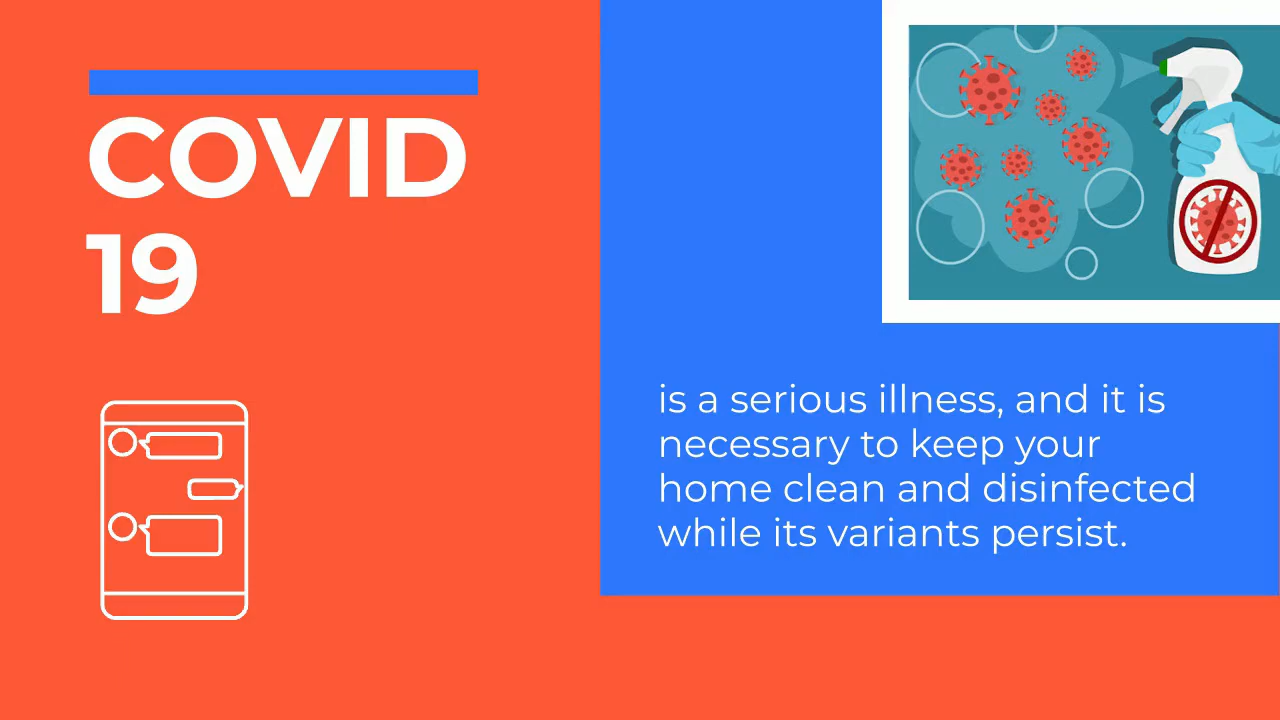 COVID
19
is a serious illness, and it is
necessary to keep your
home clean and disinfected
while its variants persist.